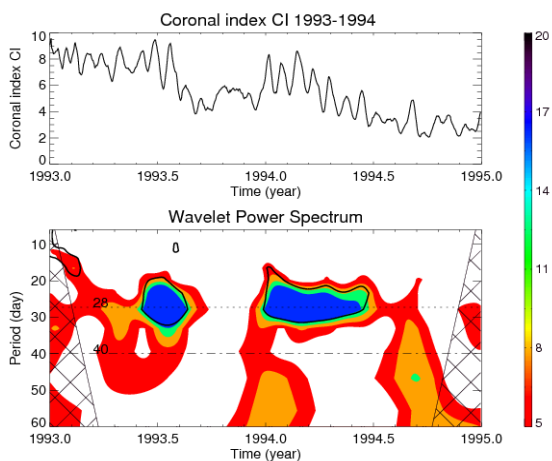 Coronal index CI 1993-1994
Coronal index CI
10
8
6
4
2
0
1993.0 1993.5 1994.0 1994.5 1995.0
Time (year)
Wavelet Power Spectrum
Period (day)
10
20
30
40
50
60
28
40
1993.0 1993.5 1994.0 1994.5 1995.0
Time (year)
20
17
14
11
8
5